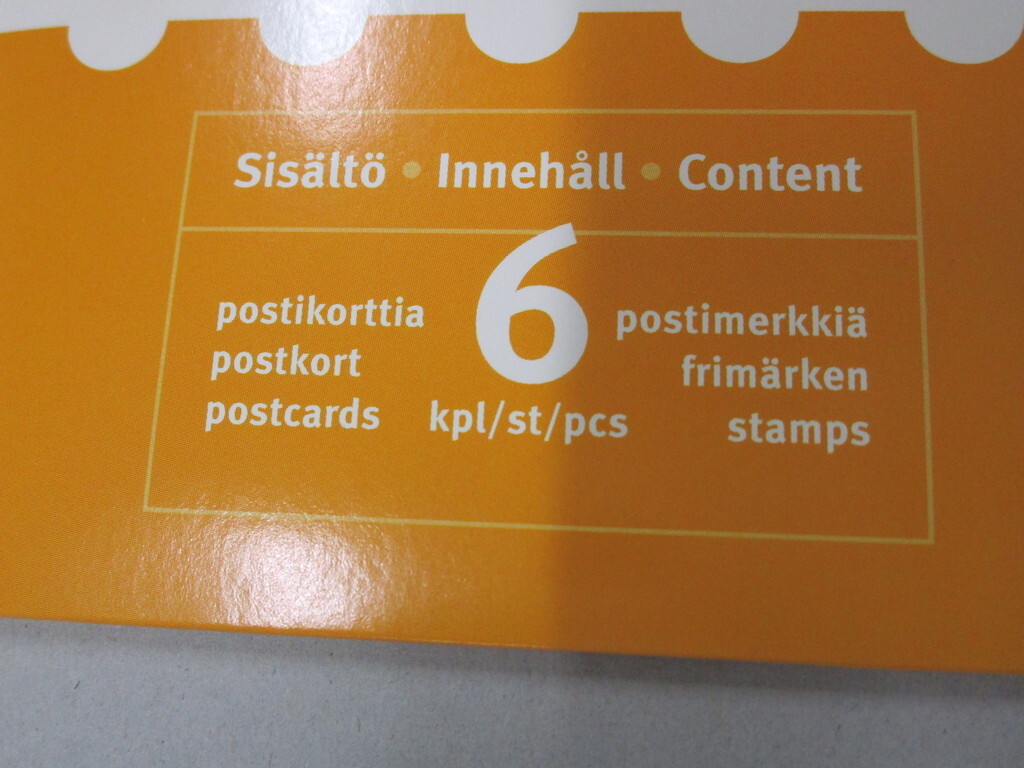 Sisältö • Innehåll • Content
6
postikorttia
postkort
postcards
kpl/st/pcs
postimerkkiä
frimärken
stamps